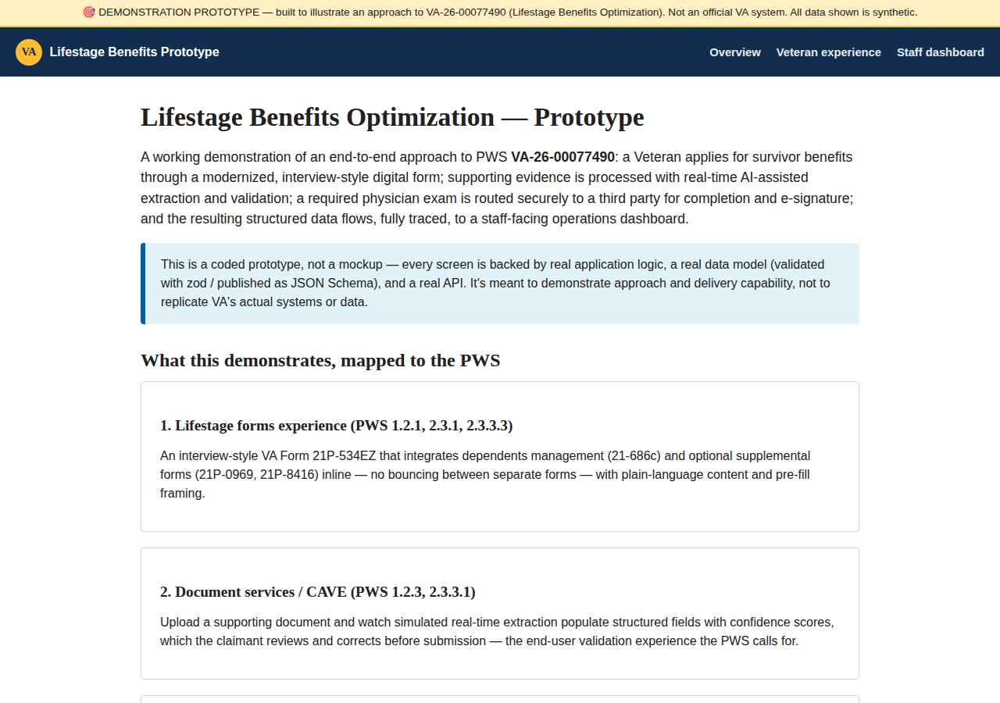 🎯 DEMONSTRATION PROTOTYPE — built to illustrate an approach to VA-26-00077490 (Lifestage Benefits Optimization). Not an official VA system. All data shown is synthetic.
VA Lifestage Benefits Prototype
Overview Veteran experience Staff dashboard
Lifestage Benefits Optimization — Prototype
A working demonstration of an end-to-end approach to PWS VA-26-00077490: a Veteran applies for survivor benefits
through a modernized, interview-style digital form; supporting evidence is processed with real-time AI-assisted
extraction and validation; a required physician exam is routed securely to a third party for completion and e-signature;
and the resulting structured data flows, fully traced, to a staff-facing operations dashboard.
This is a coded prototype, not a mockup — every screen is backed by real application logic, a real data model (validated
with zod / published as JSON Schema), and a real API. It's meant to demonstrate approach and delivery capability, not to
replicate VA's actual systems or data.
What this demonstrates, mapped to the PWS
1. Lifestage forms experience (PWS 1.2.1, 2.3.1, 2.3.3.3)
An interview-style VA Form 21P-534EZ that integrates dependents management (21-686c) and optional supplemental
forms (21P-0969, 21P-8416) inline — no bouncing between separate forms — with plain-language content and pre-fill
framing.
2. Document services / CAVE (PWS 1.2.3, 2.3.3.1)
Upload a supporting document and watch simulated real-time extraction populate structured fields with confidence scores,
which the claimant reviews and corrects before submission — the end-user validation experience the PWS calls for.